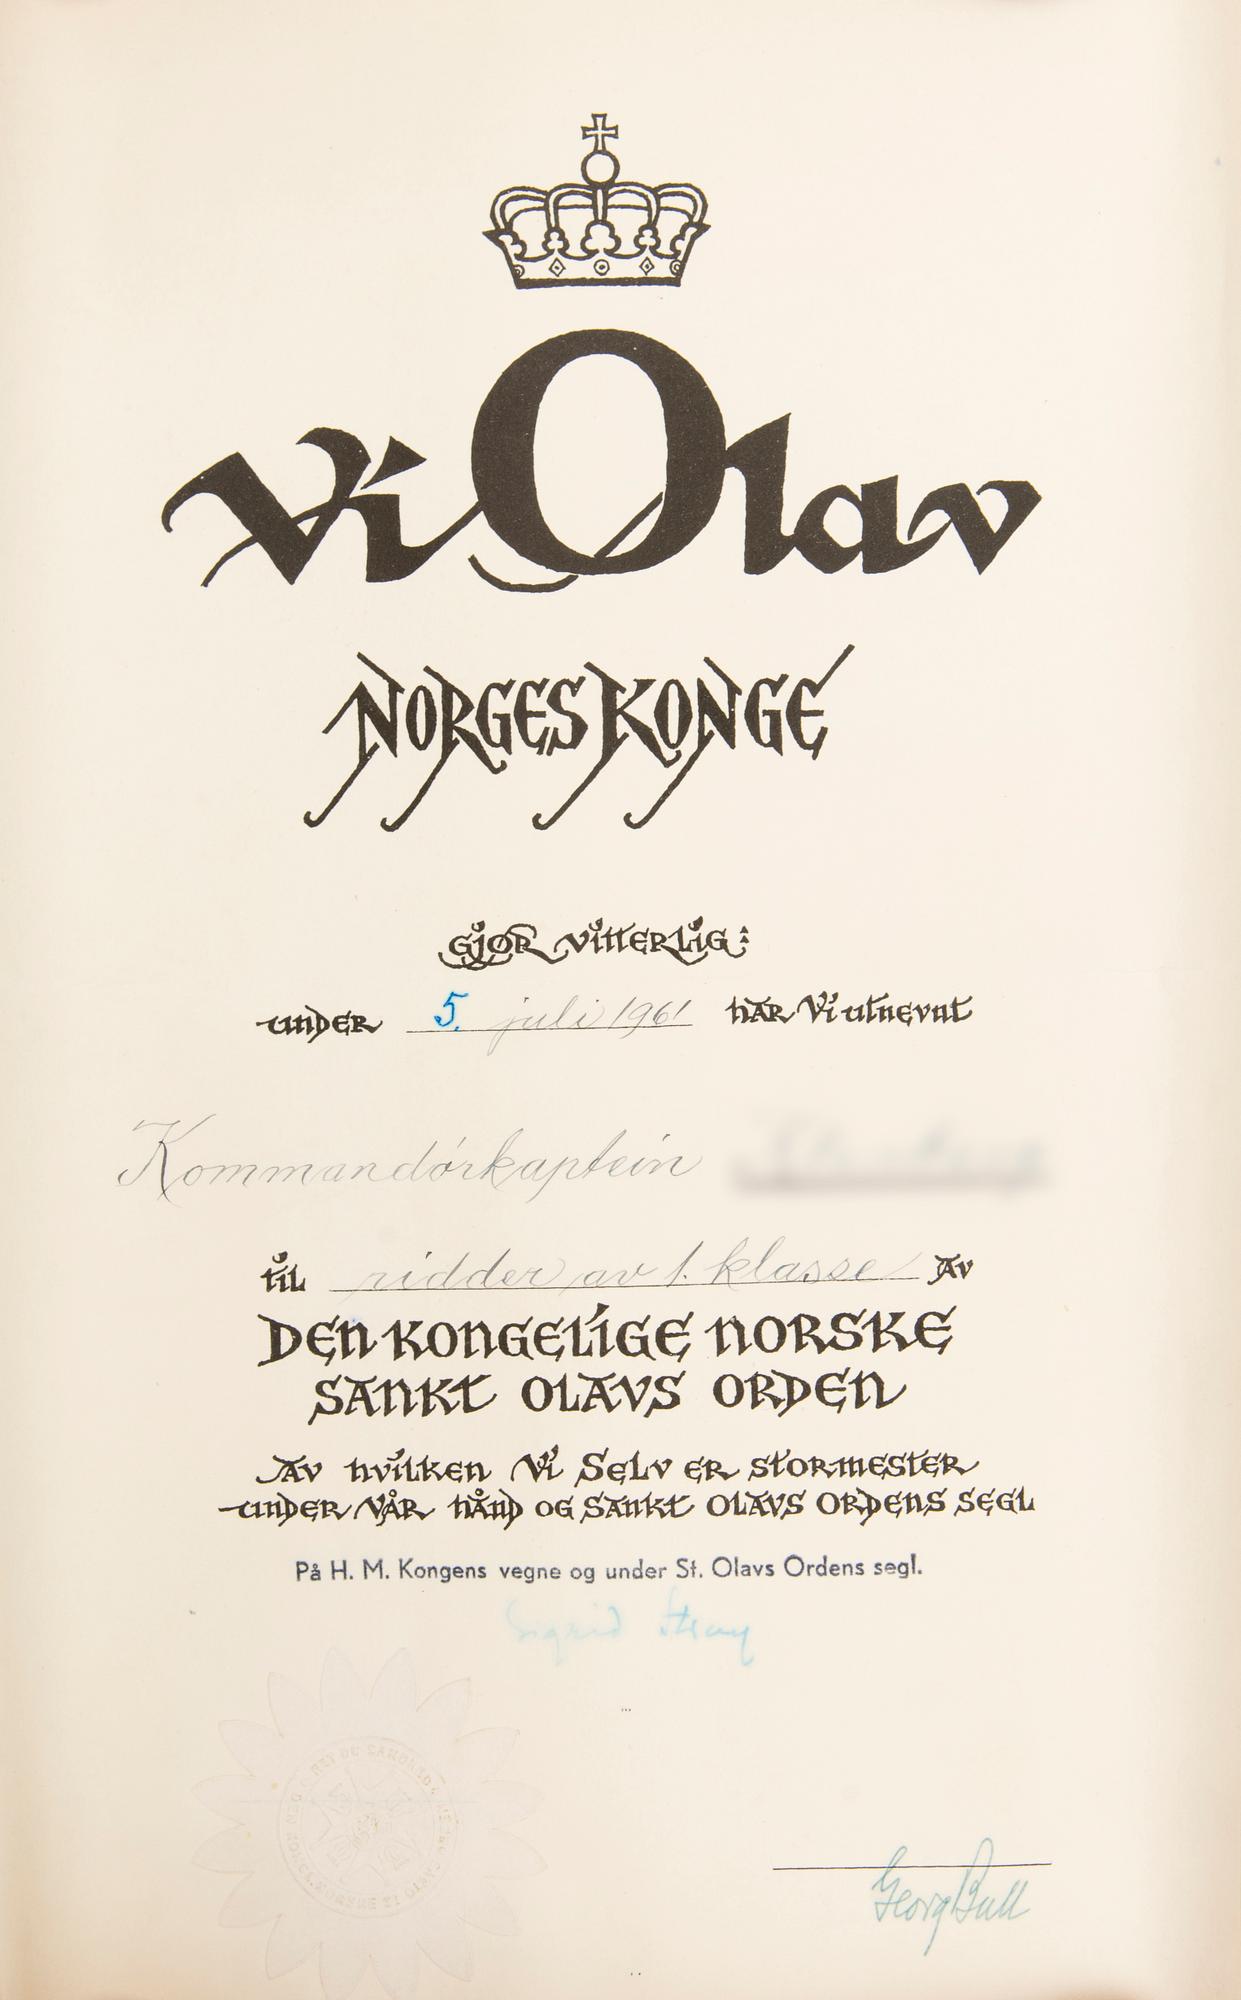 Vi Olav
NORGES KONGE
GJØR VITTERLIG:
UNDER 5. juli 1961 HAR Vi UTNEVNT
Kommandørkaptein
TIL ridder av 1. klasse AV
DEN KONGELIGE NORSKE
SANKT OLAVS ORDEN
AV HVILKEN Vi SELV ER STORMESTER
UNDER VÅR HÅND OG SANKT OLAVS ORDENS SEGL
På H. M. Kongens vegne og under St. Olavs Ordens segl.
Sigrid Stray
Georg Bull